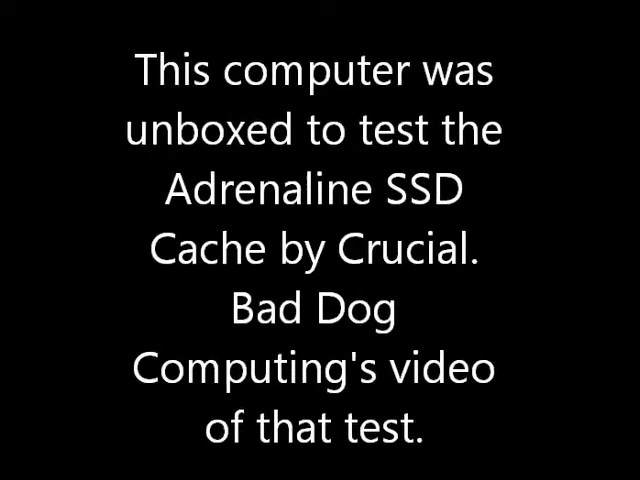 This computer was
unboxed to test the
Adrenaline SSD
Cache by Crucial.
Bad Dog
Computing's video
of that test.